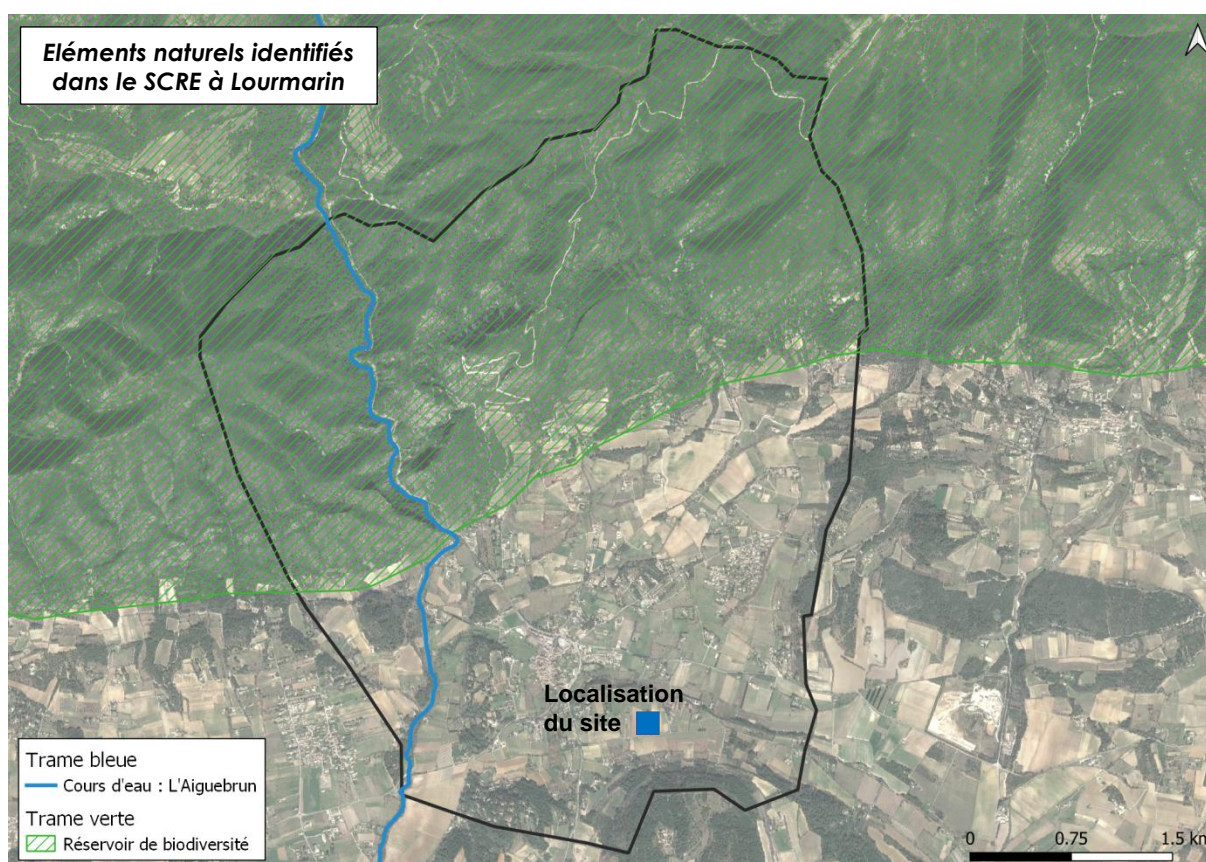 Eléments naturels identifiés
dans le SCRE à Lourmarin
Localisation
du site
Trame bleue
Cours d'eau : L'Aiguebrun
Trame verte
Réservoir de biodiversité
0 0.75 1.5 km